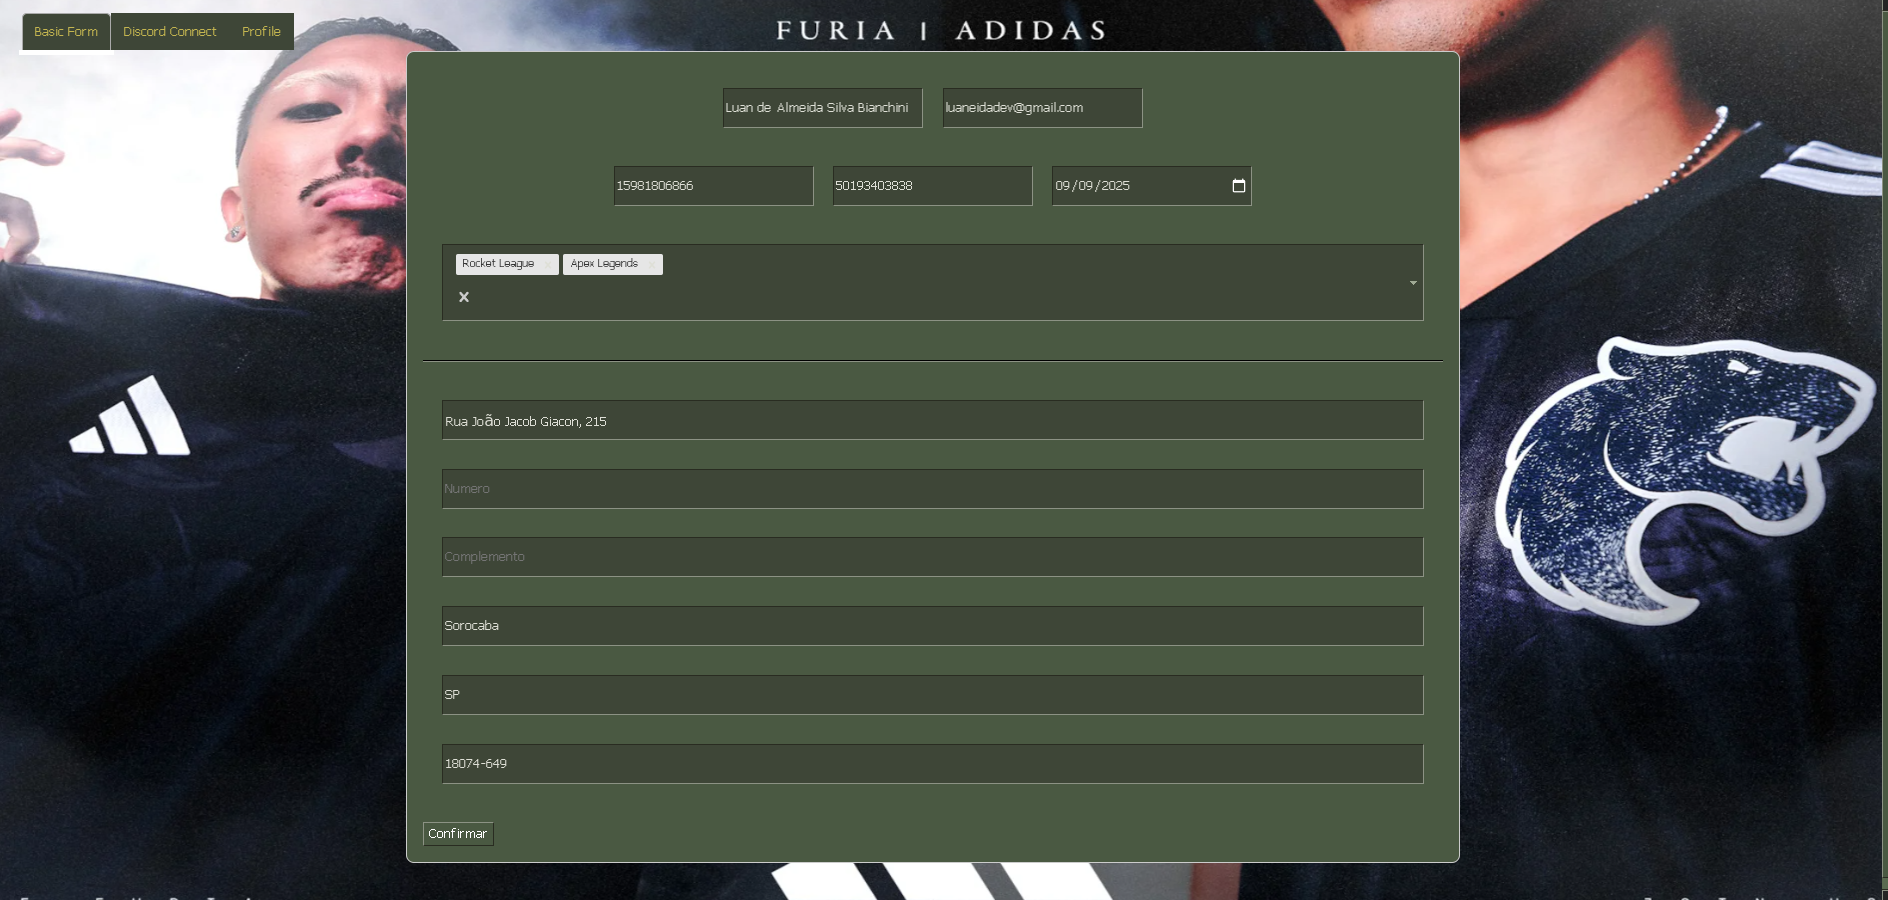 Basic Form Discord Connect Profile
FURIA | ADIDAS
Luan de Almeida Silva Bianchini luaneidadev@gmail.com
15981806866 50193403838 09/09/2025
Rocket League Apex Legends
Rua João Jacob Giacon, 215
Numero
Complemento
Sorocaba
SP
18074-649
Confirmar